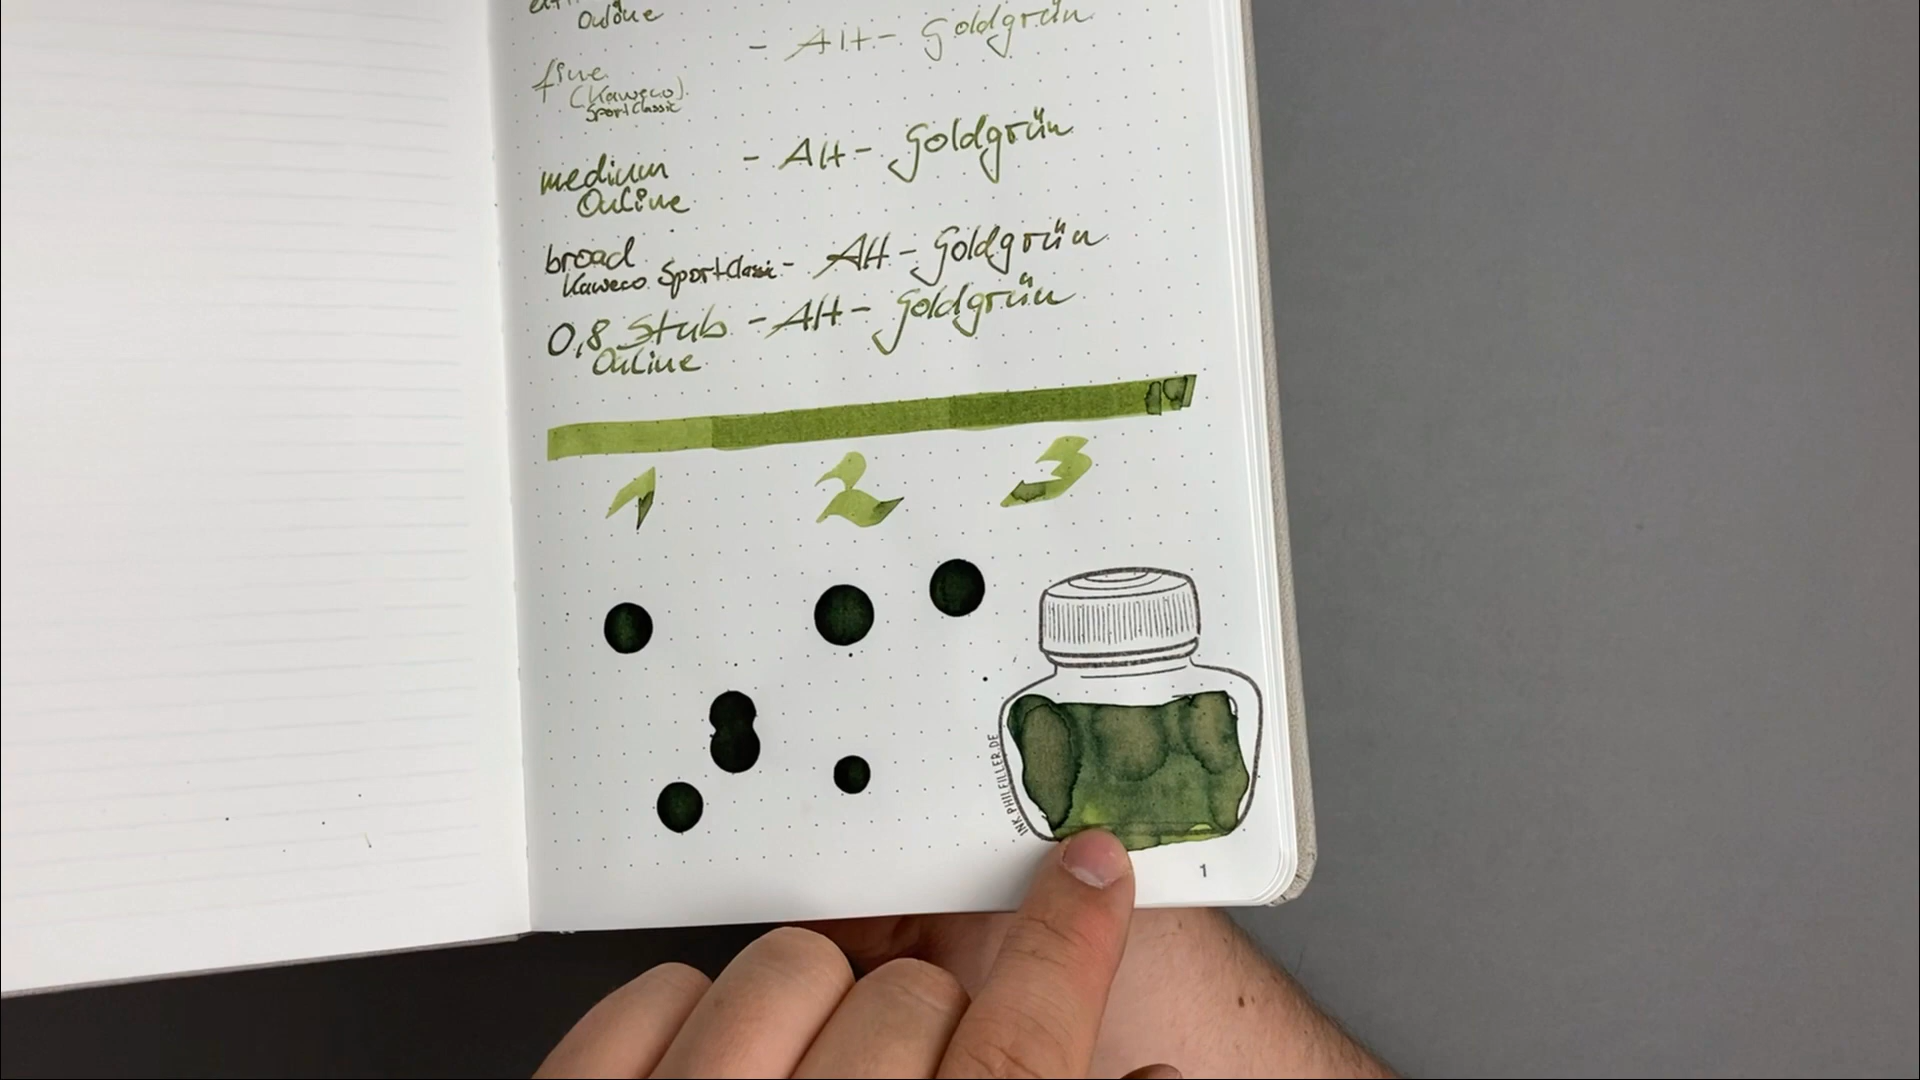 Online
- Alt - Goldgrün
fine
(Kaweco)
Sport Classic
medium - Alt - Goldgrün
Online
broad
Kaweco Sport Classic - Alt - Goldgrün
0,8 Stub - Alt - Goldgrün
Online
1 2 3
INK.PHILFILLER.DE
1